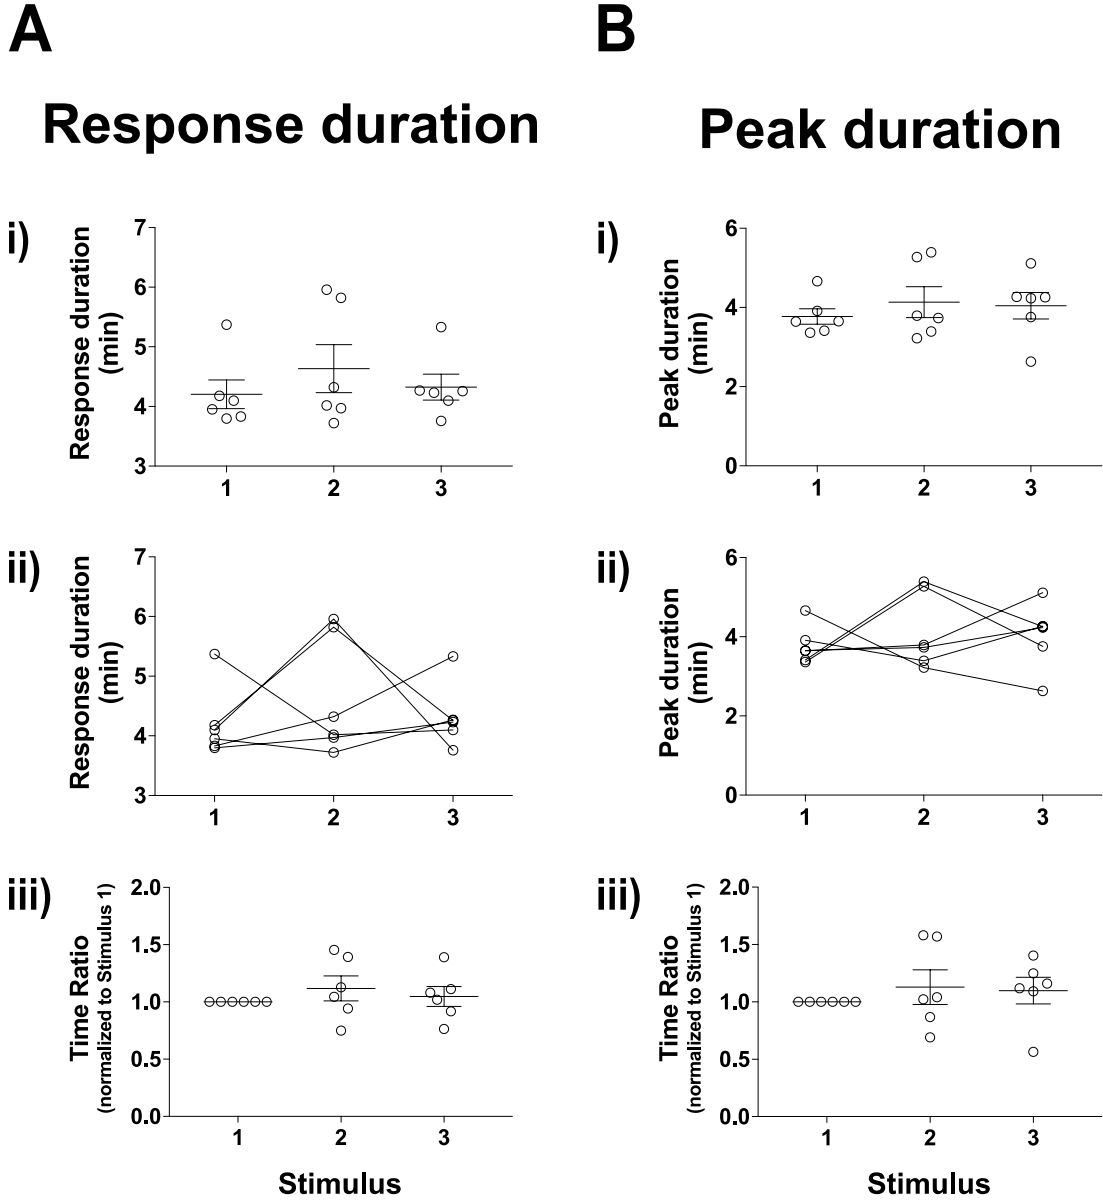 A
Response duration
i)
Response duration
(min)
7
6
5
4
3
1 2 3
ii)
Response duration
(min)
7
6
5
4
3
1 2 3
iii)
Time Ratio
(normalized to Stimulus 1)
2.0
1.5
1.0
0.5
0.0
1 2 3
Stimulus
B
Peak duration
i)
Peak duration
(min)
6
4
2
0
1 2 3
ii)
Peak duration
(min)
6
4
2
0
1 2 3
iii)
Time Ratio
(normalized to Stimulus 1)
2.0
1.5
1.0
0.5
0.0
1 2 3
Stimulus